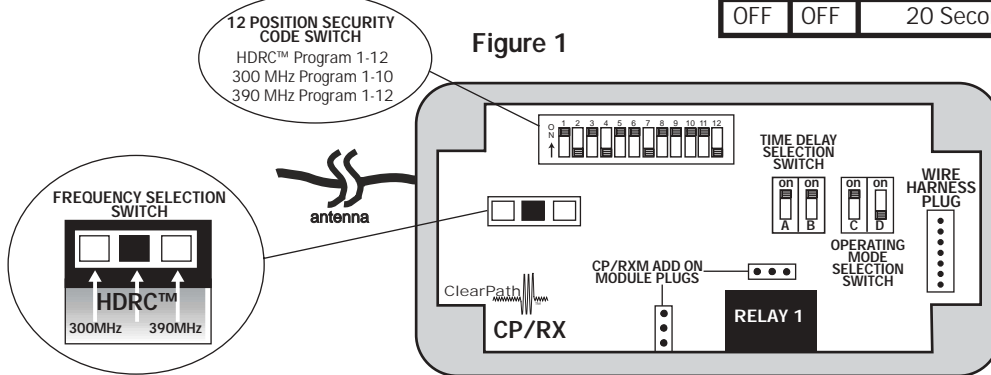 OFF OFF 20 Seco
12 POSITION SECURITY
CODE SWITCH
HDRC™ Program 1-12
300 MHz Program 1-10
390 MHz Program 1-12
Figure 1
ON
1 2 3 4 5 6 7 8 9 10 11 12
TIME DELAY
SELECTION
SWITCH
on on
A B
on on
C D
OPERATING
MODE
SELECTION
SWITCH
WIRE
HARNESS
PLUG
antenna
FREQUENCY SELECTION
SWITCH
HDRC™
300MHz 390MHz
CP/RXM ADD ON
MODULE PLUGS
ClearPath
CP/RX
RELAY 1